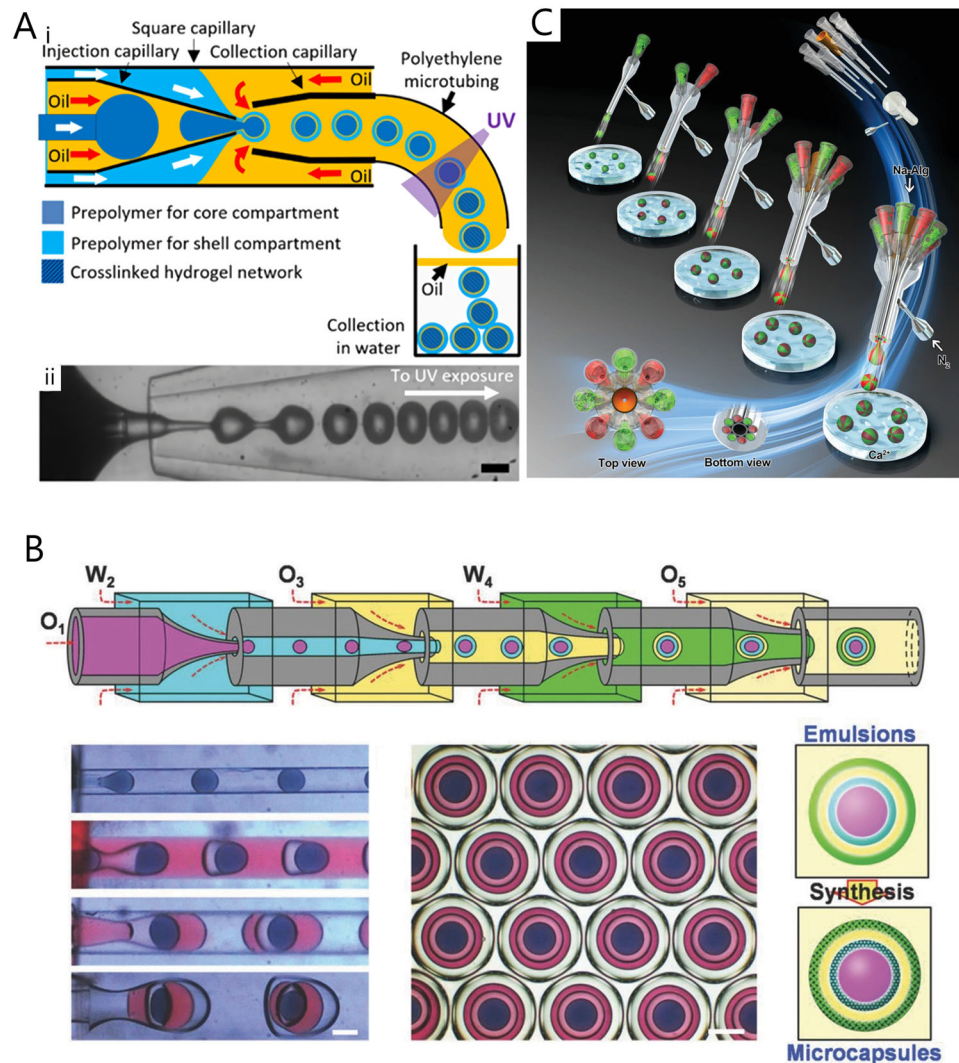 A
i
Square capillary
Injection capillary
Collection capillary
Polyethylene
microtubing
UV
Oil
Oil
Oil
Prepolymer for core compartment
Prepolymer for shell compartment
Crosslinked hydrogel network
Oil
Collection
in water
ii
To UV exposure
C
Na-Alg
N2
Top view
Bottom view
Ca2+
B
W2
O3
W4
O5
O1
Emulsions
Synthesis
Microcapsules